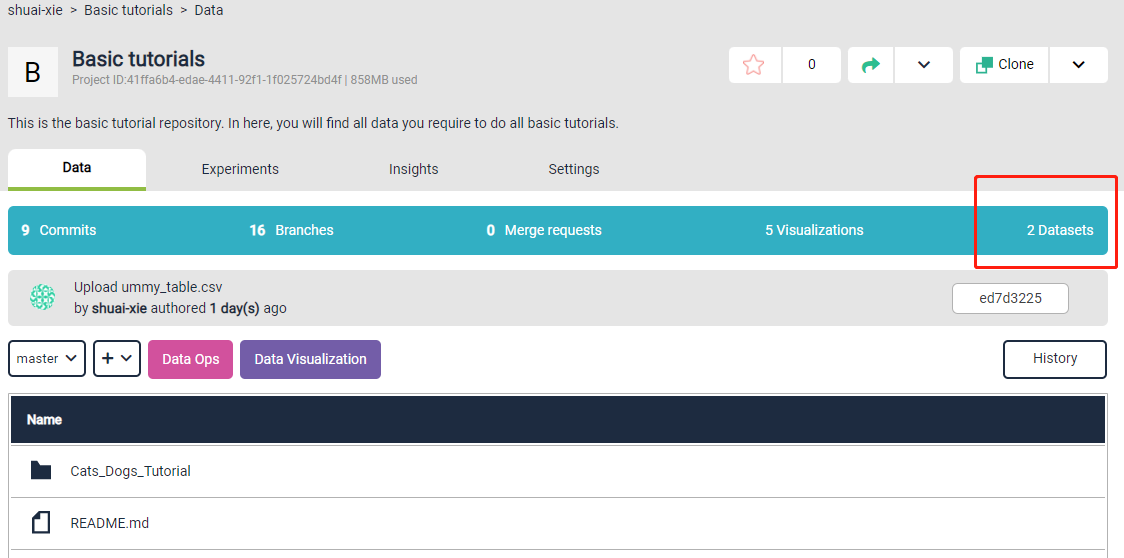 shuai-xie > Basic tutorials > Data
B
Basic tutorials
Project ID:41ffa6b4-edae-4411-92f1-1f025724bd4f | 858MB used
0
Clone
This is the basic tutorial repository. In here, you will find all data you require to do all basic tutorials.
Data Experiments Insights Settings
9 Commits 16 Branches 0 Merge requests 5 Visualizations 2 Datasets
Upload ummy_table.csv
by shuai-xie authored 1 day(s) ago
ed7d3225
master + Data Ops Data Visualization History
Name
Cats_Dogs_Tutorial
README.md